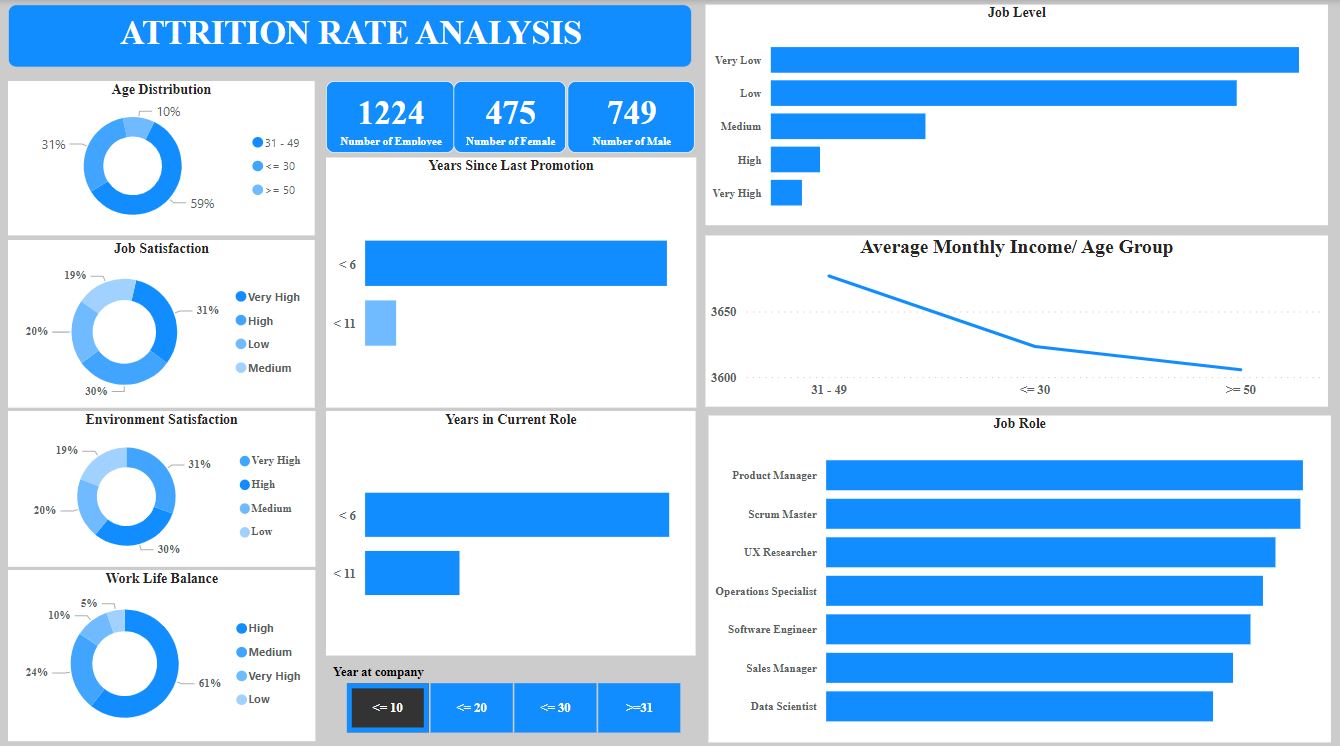 ATTRITION RATE ANALYSIS
Age Distribution
10%
31%
59%
31 - 49
<= 30
>= 50
Job Satisfaction
19%
31%
20%
30%
Very High
High
Low
Medium
Environment Satisfaction
19%
31%
20%
30%
Very High
High
Medium
Low
Work Life Balance
5%
10%
24%
61%
High
Medium
Very High
Low
1224
Number of Employee
475
Number of Female
749
Number of Male
Years Since Last Promotion
< 6
< 11
Years in Current Role
< 6
< 11
Year at company
<= 10
<= 20
<= 30
>=31
Job Level
Very Low
Low
Medium
High
Very High
Average Monthly Income/ Age Group
3650
3600
31 - 49
<= 30
>= 50
Job Role
Product Manager
Scrum Master
UX Researcher
Operations Specialist
Software Engineer
Sales Manager
Data Scientist